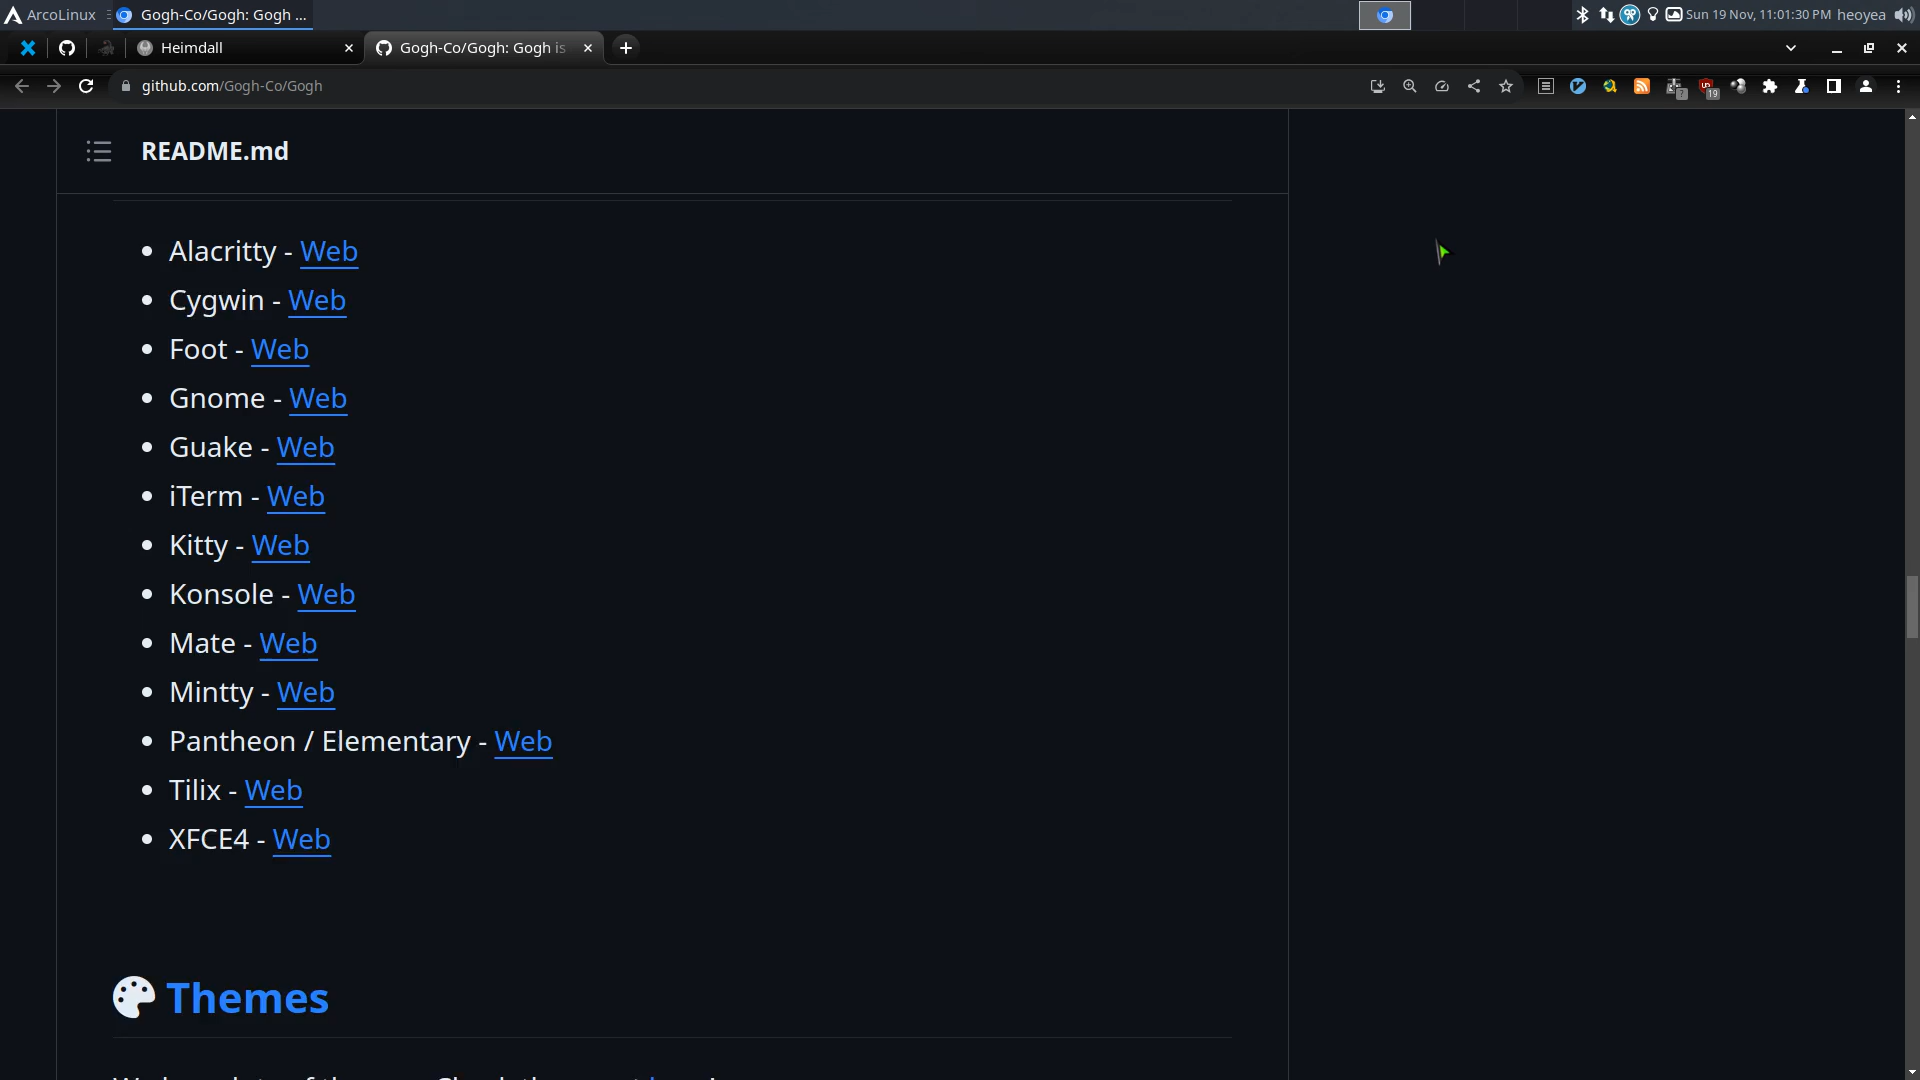 ArcoLinux
Gogh-Co/Gogh: Gogh ...
Sun 19 Nov, 11:01:30 PM heoyea
Heimdall
Gogh-Co/Gogh: Gogh is
github.com/Gogh-Co/Gogh
?
19
README.md
Alacritty - Web
Cygwin - Web
Foot - Web
Gnome - Web
Guake - Web
iTerm - Web
Kitty - Web
Konsole - Web
Mate - Web
Mintty - Web
Pantheon / Elementary - Web
Tilix - Web
XFCE4 - Web
Themes